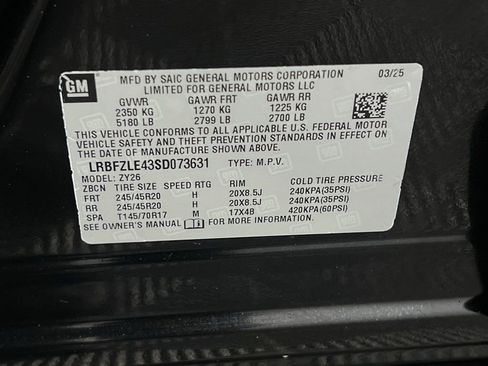 GM
MFD BY SAIC GENERAL MOTORS CORPORATION 03/25
LIMITED FOR GENERAL MOTORS LLC
GVWR GAWR FRT GAWR RR
2350 KG 1270 KG 1225 KG
5180 LB 2799 LB 2700 LB
THIS VEHICLE CONFORMS TO ALL APPLICABLE U.S. FEDERAL MOTOR
VEHICLE SAFETY AND THEFT PREVENTION STANDARDS IN EFFECT ON THE
DATE OF MANUFACTURE SHOWN ABOVE.
LRBFZLE43SD073631 TYPE: M.P.V.
MODEL: ZY26
ZBCN TIRE SIZE SPEED RTG RIM COLD TIRE PRESSURE
FRT 245/45R20 H 20X8.5J 240KPA(35PSI)
RR 245/45R20 H 20X8.5J 240KPA(35PSI)
SPA T145/70R17 M 17X4B 420KPA(60PSI)
SEE OWNER'S MANUAL FOR MORE INFORMATION.